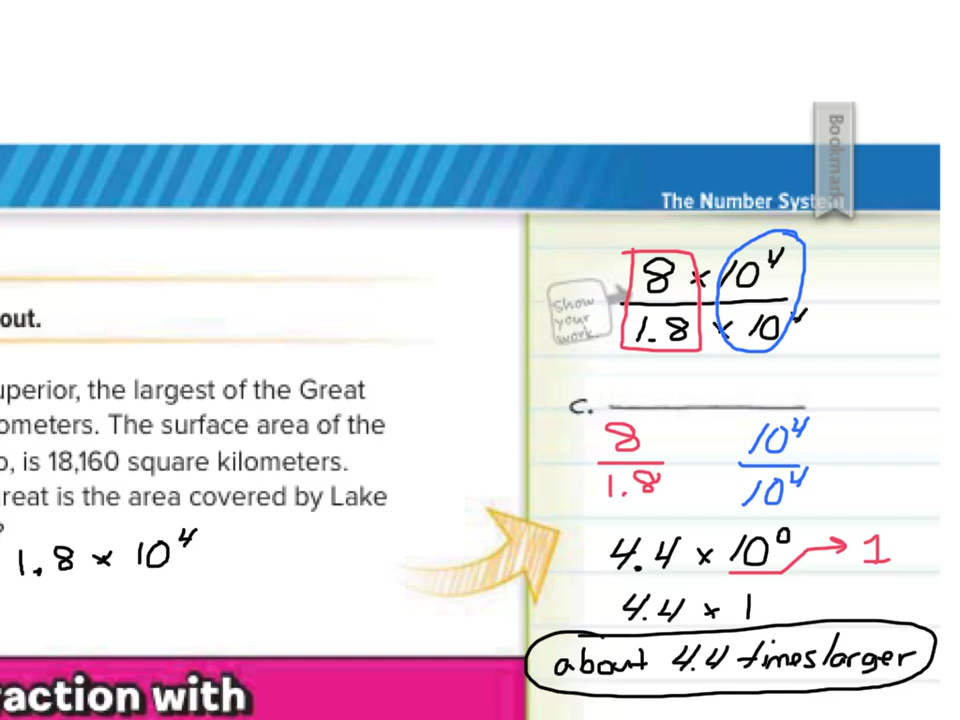 Bookmark
The Number System
8 × 10⁴
1.8 × 10⁴
Show
your
work.
out.
uperior, the largest of the Great
ometers. The surface area of the
o, is 18,160 square kilometers.
reat is the area covered by Lake
?
1.8 × 10⁴
c.
8 10⁴
1.8 10⁴
4.4 × 10⁰ → 1
4.4 × 1
about 4.4 times larger
raction with